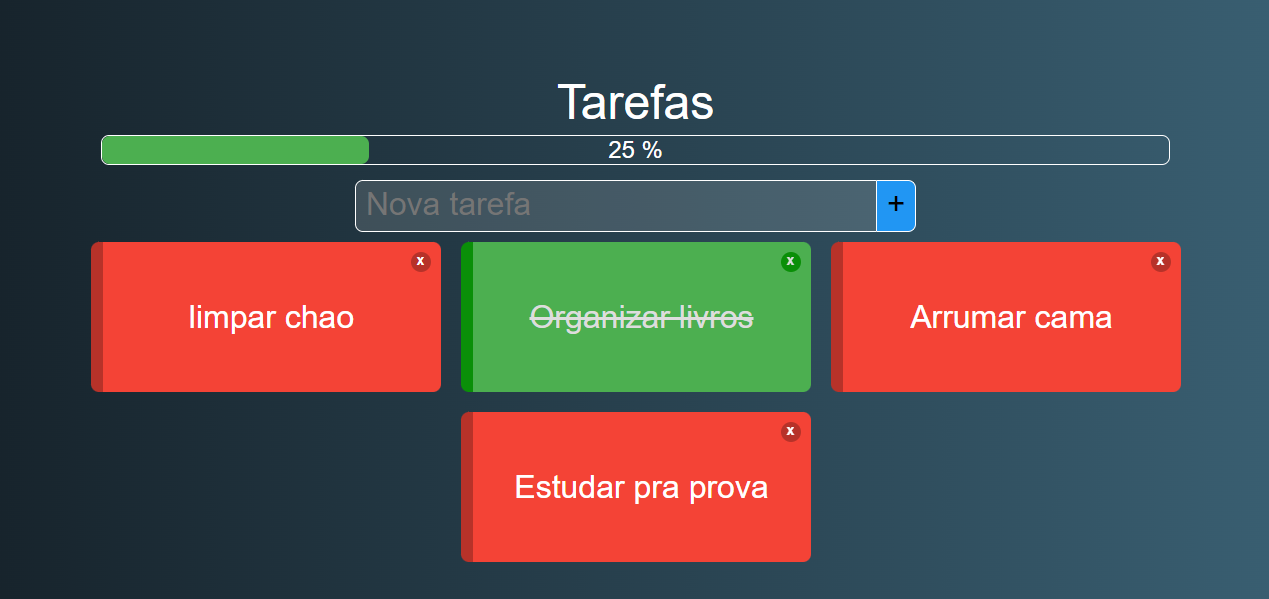 Tarefas
25 %
Nova tarefa
+
x
x
x
limpar chao
Organizar livros
Arrumar cama
x
Estudar pra prova